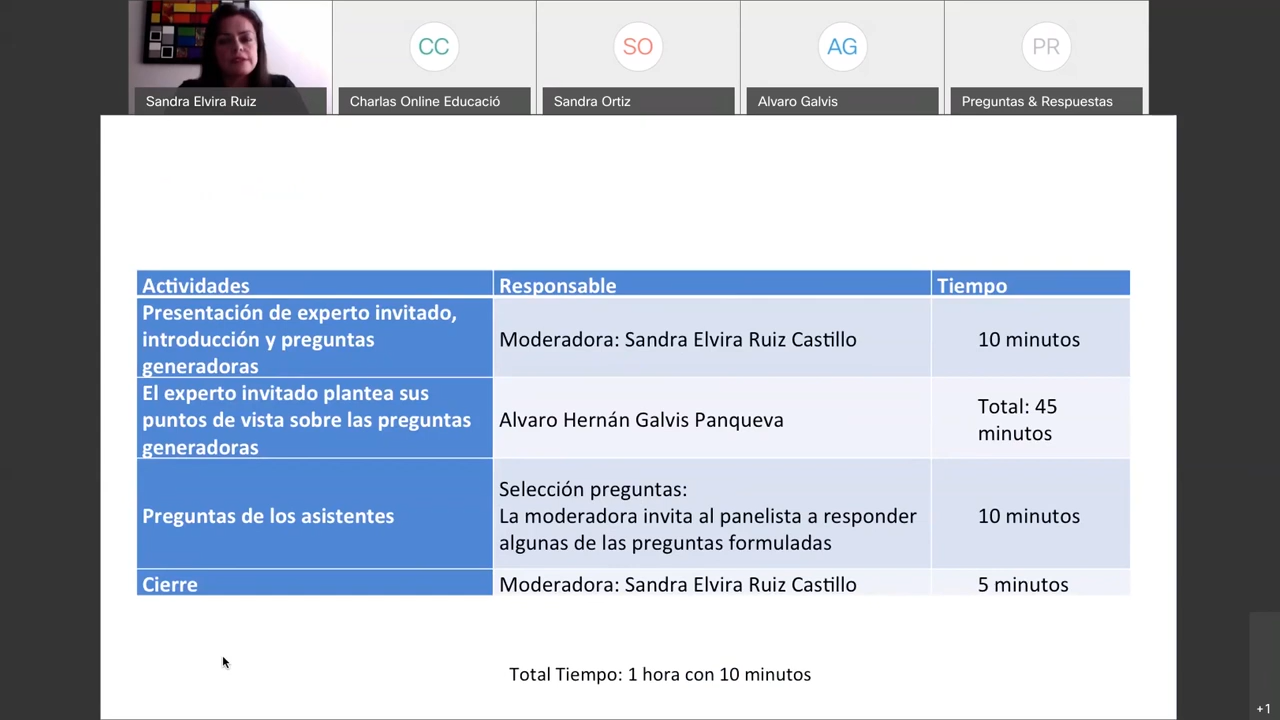 CC
SO
AG
PR
Sandra Elvira Ruiz
Charlas Online Educació
Sandra Ortiz
Alvaro Galvis
Preguntas & Respuestas
Actividades
Responsable
Tiempo
Presentación de experto invitado,
introducción y preguntas
generadoras
Moderadora: Sandra Elvira Ruiz Castillo
10 minutos
El experto invitado plantea sus
puntos de vista sobre las preguntas
generadoras
Alvaro Hernán Galvis Panqueva
Total: 45
minutos
Preguntas de los asistentes
Selección preguntas:
La moderadora invita al panelista a responder
algunas de las preguntas formuladas
10 minutos
Cierre
Moderadora: Sandra Elvira Ruiz Castillo
5 minutos
Total Tiempo: 1 hora con 10 minutos
+1